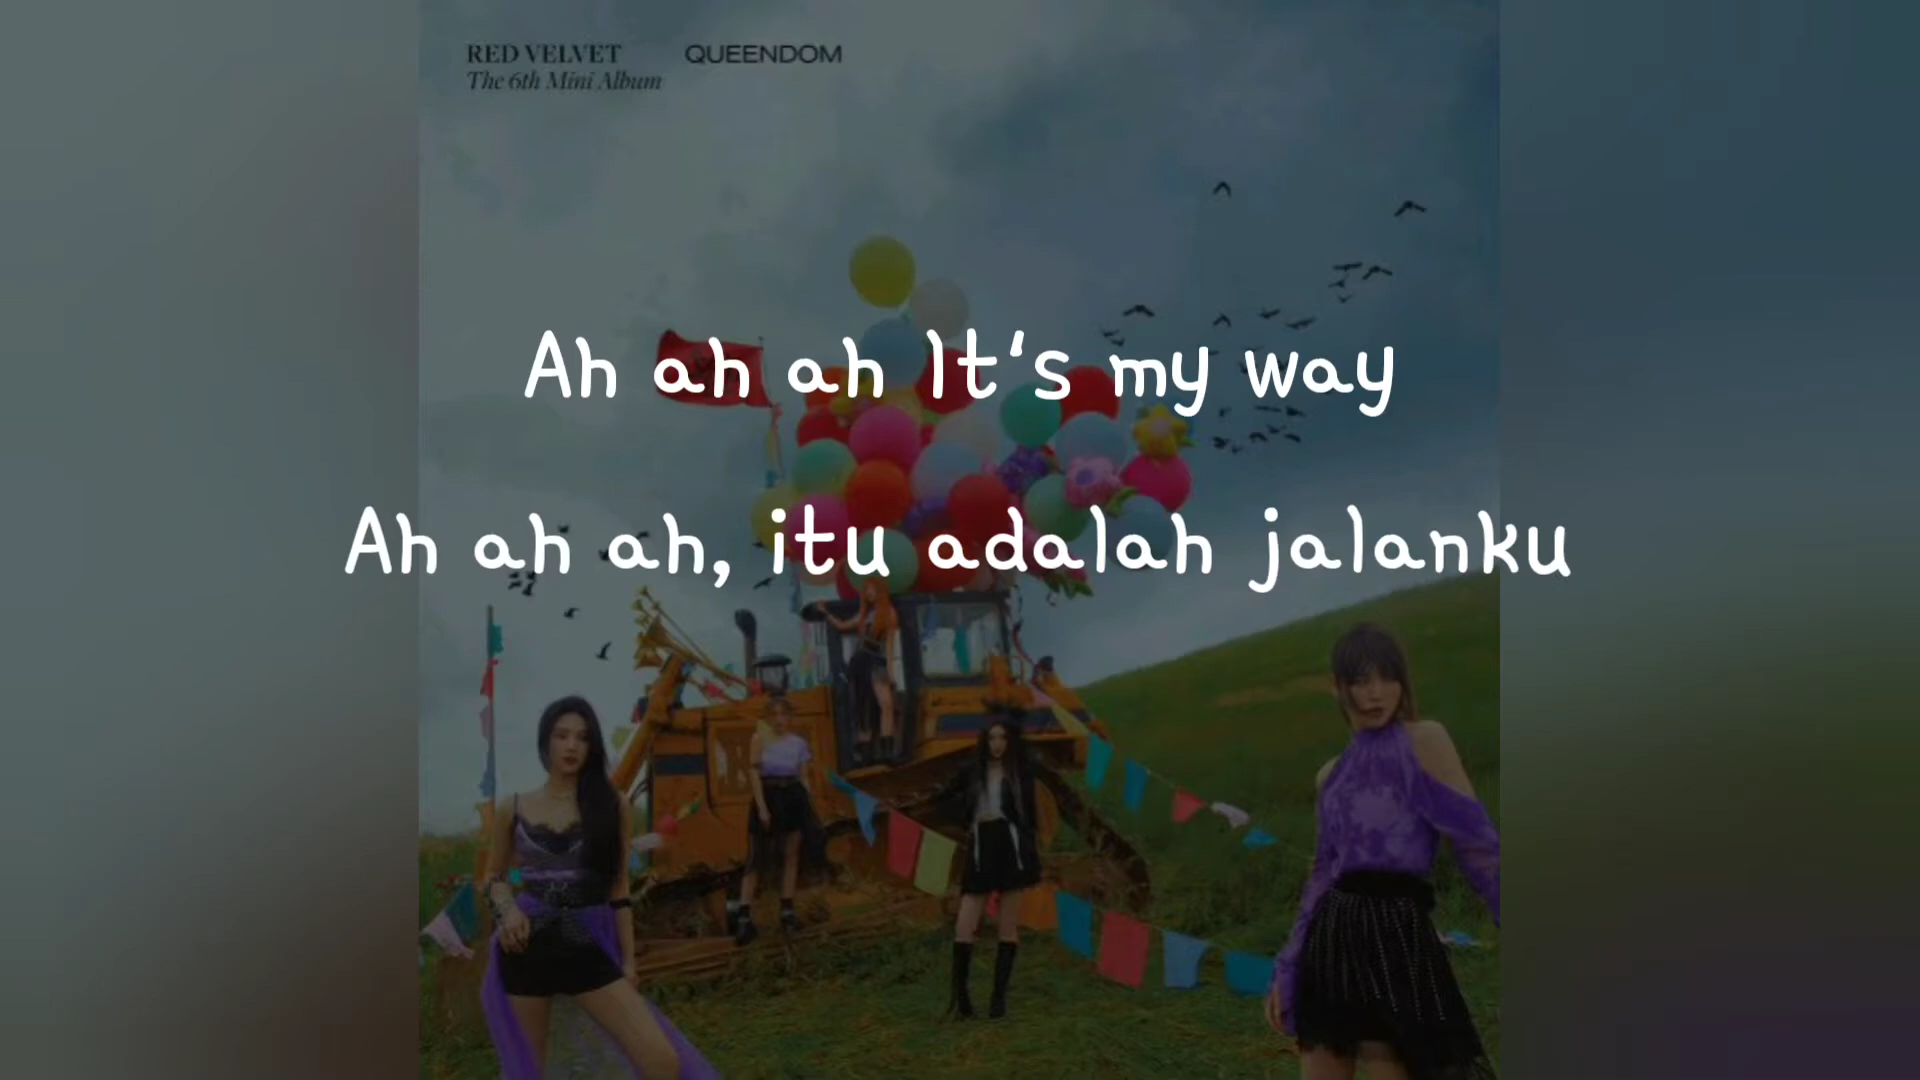 RED VELVET QUEENDOM
The 6th Mini Album
Ah ah ah It's my way
Ah ah ah, itu adalah jalanku